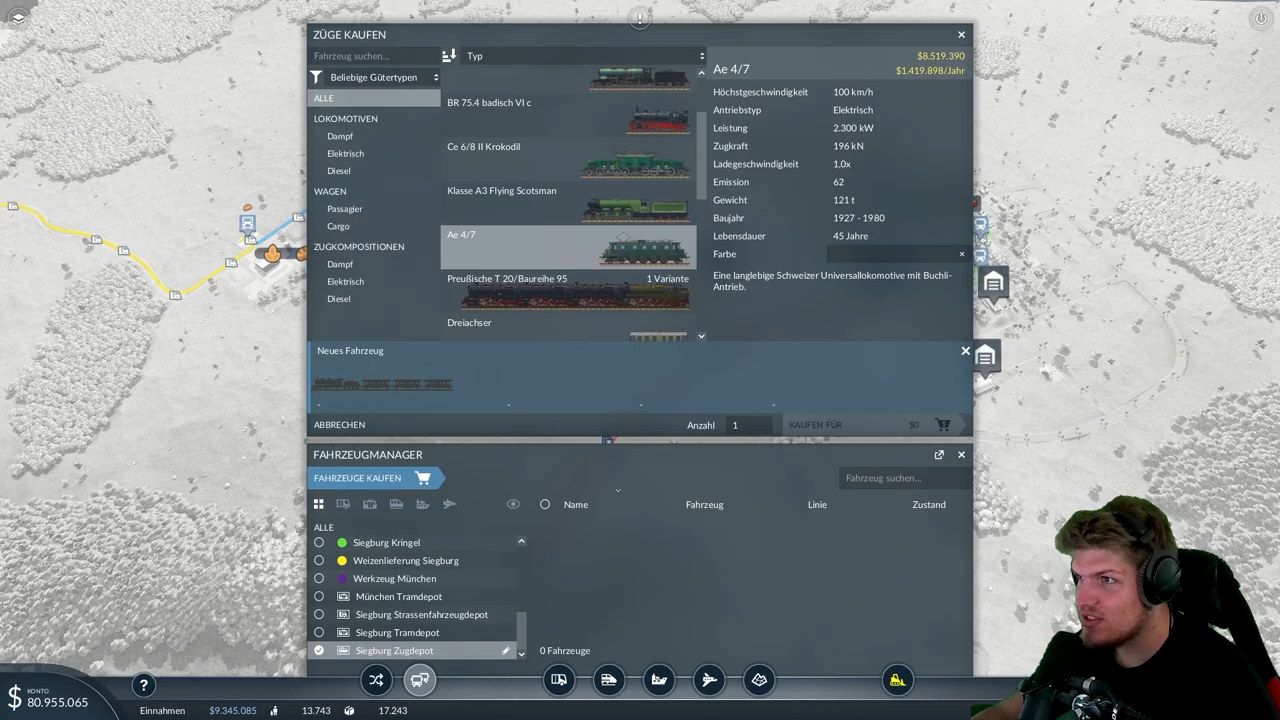 ZÜGE KAUFEN
Fahrzeug suchen...
Typ
Beliebige Gütertypen
ALLE
LOKOMOTIVEN
Dampf
Elektrisch
Diesel
WAGEN
Passagier
Cargo
ZUGKOMPOSITIONEN
Dampf
Elektrisch
Diesel
BR 75.4 badisch VI c
Ce 6/8 II Krokodil
Klasse A3 Flying Scotsman
Ae 4/7
Preußische T 20/Baureihe 95 1 Variante
Dreiachser
$8.519.390
Ae 4/7 $1.419.898/Jahr
Höchstgeschwindigkeit 100 km/h
Antriebstyp Elektrisch
Leistung 2.300 kW
Zugkraft 196 kN
Ladegeschwindigkeit 1,0x
Emission 62
Gewicht 121 t
Baujahr 1927 - 1980
Lebensdauer 45 Jahre
Farbe
Eine langlebige Schweizer Universallokomotive mit Buchli-
Antrieb.
Neues Fahrzeug
ABBRECHEN Anzahl 1 KAUFEN FÜR $0
FAHRZEUGMANAGER
FAHRZEUGE KAUFEN Fahrzeug suchen...
Name Fahrzeug Linie Zustand
ALLE
Siegburg Kringel
Weizenlieferung Siegburg
Werkzeug München
München Tramdepot
Siegburg Strassenfahrzeugdepot
Siegburg Tramdepot
Siegburg Zugdepot 0 Fahrzeuge
$ KONTO
80.955.065
?
Einnahmen $9.345.085 13.743 17.243